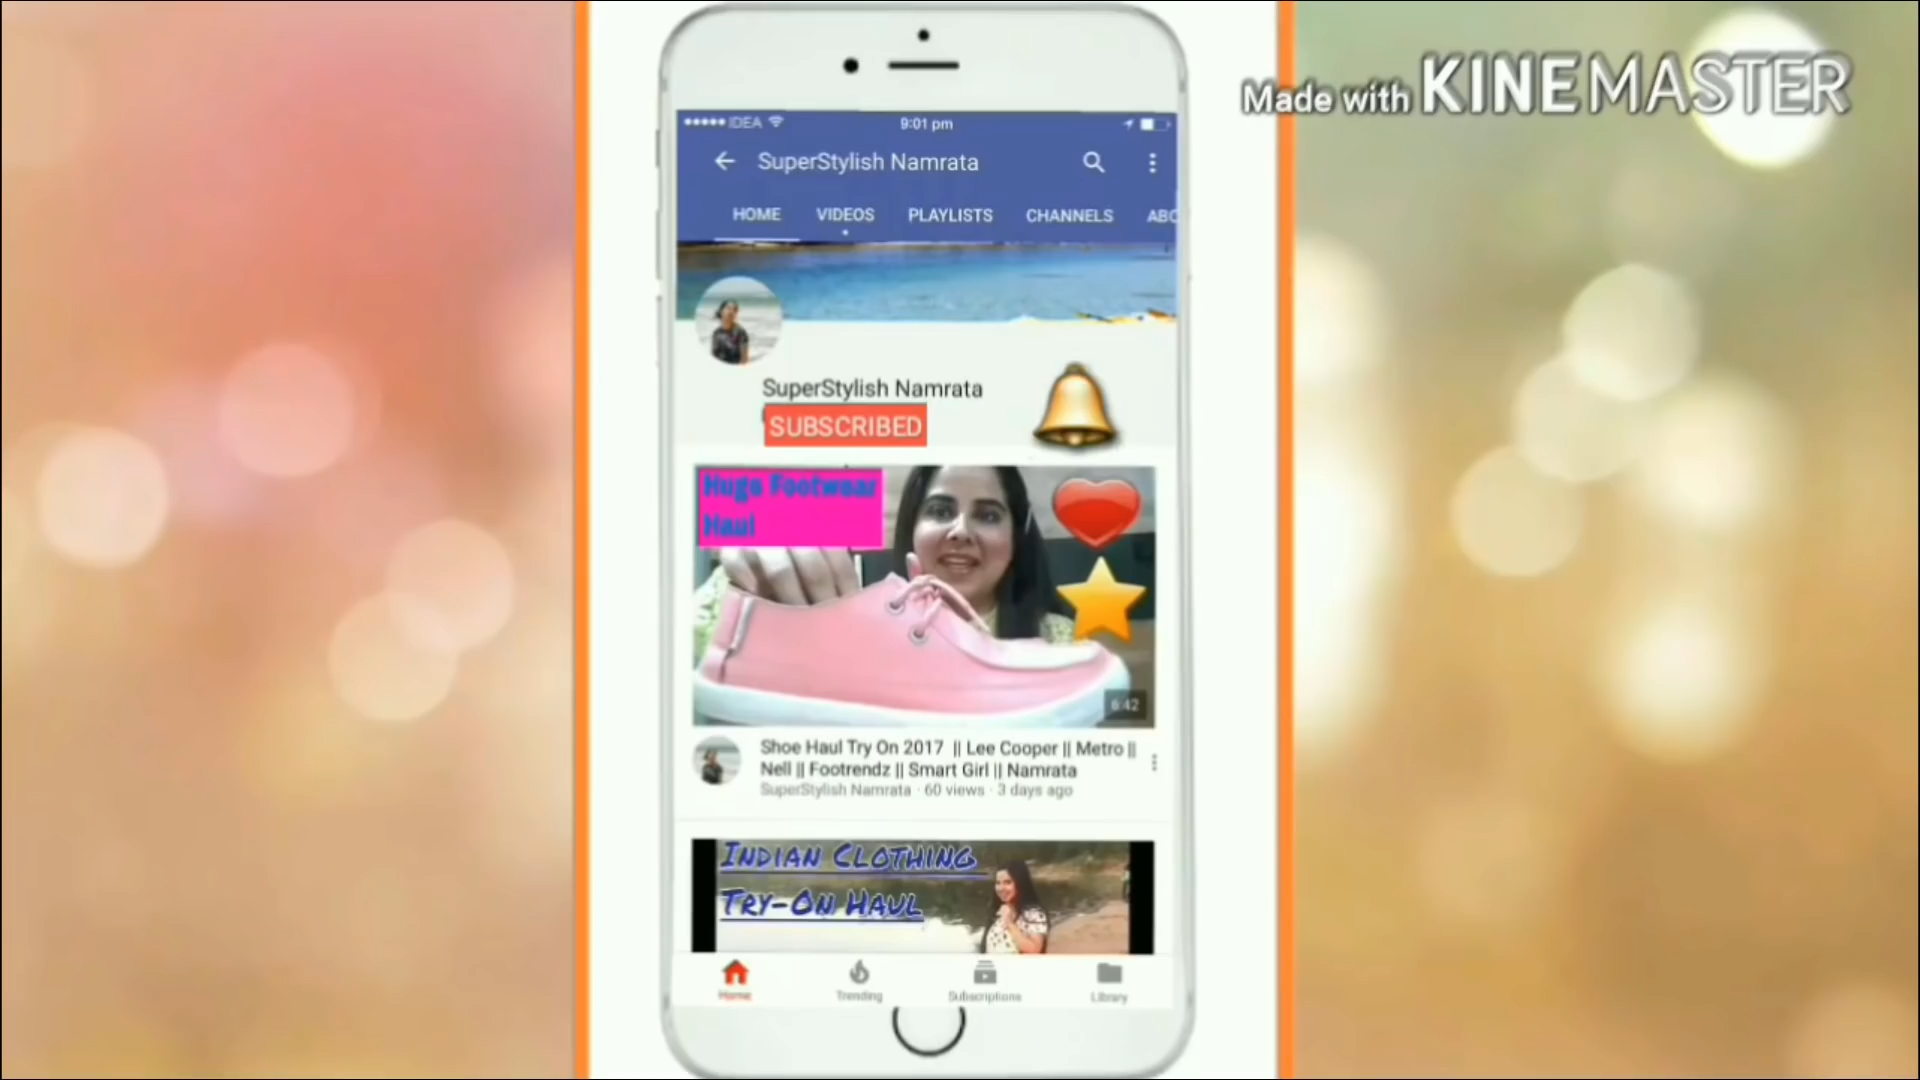 Made with KINEMASTER
IDEA 9:01 pm
SuperStylish Namrata
HOME VIDEOS PLAYLISTS CHANNELS ABO
SuperStylish Namrata
SUBSCRIBED
Huge Footwear
Haul
6:42
Shoe Haul Try On 2017 || Lee Cooper || Metro ||
Nell || Footrendz || Smart Girl || Namrata
SuperStylish Namrata · 60 views · 3 days ago
INDIAN CLOTHING
TRY-ON HAUL
Home Trending Subscriptions Library